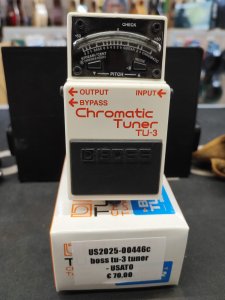 CHECK
PITCH
OUTPUT INPUT
BYPASS
Chromatic
Tuner
TU-3
BOSS
US2025-00446c
boss tu-3 tuner
- USATO
€ 70,00